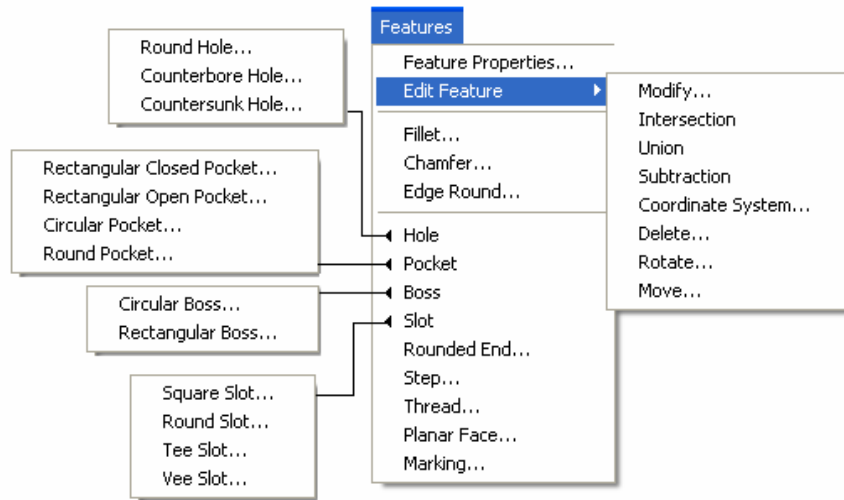 Features
Feature Properties...
Edit Feature
Fillet...
Chamfer...
Edge Round...
Hole
Pocket
Boss
Slot
Rounded End...
Step...
Thread...
Planar Face...
Marking...
Round Hole...
Counterbore Hole...
Countersunk Hole...
Rectangular Closed Pocket...
Rectangular Open Pocket...
Circular Pocket...
Round Pocket...
Circular Boss...
Rectangular Boss...
Square Slot...
Round Slot...
Tee Slot...
Vee Slot...
Modify...
Intersection
Union
Subtraction
Coordinate System...
Delete...
Rotate...
Move...